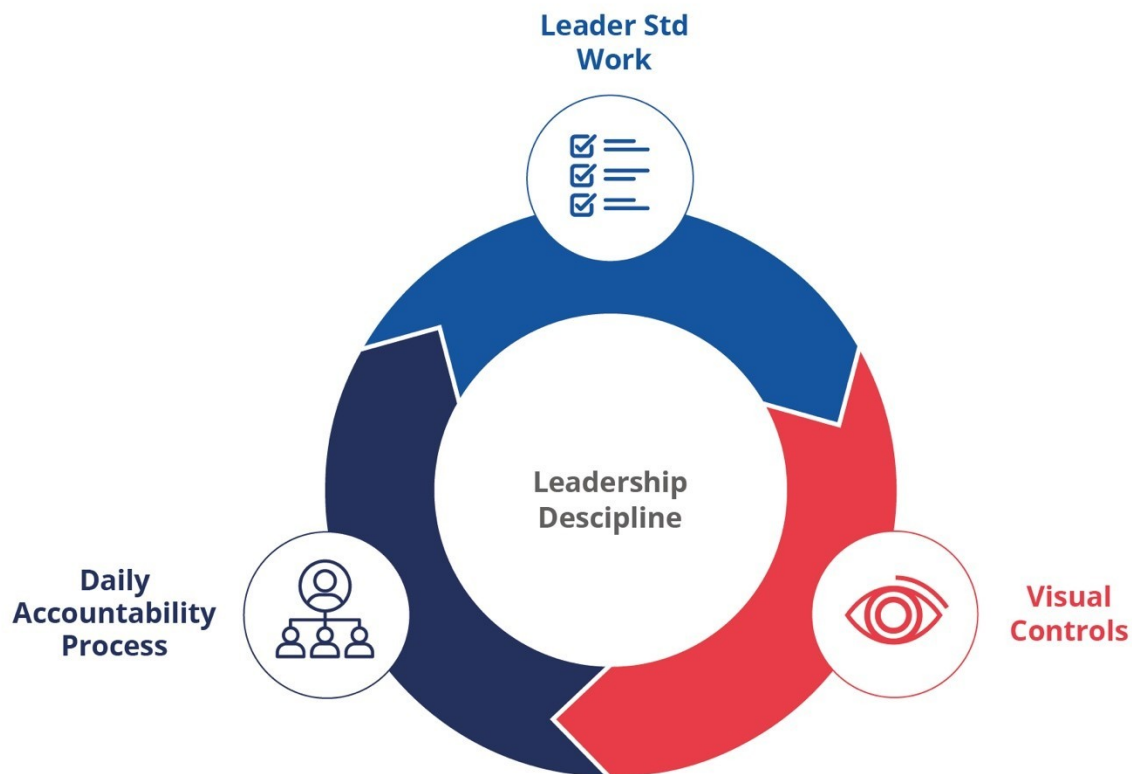 Leader Std
Work
Leadership
Descipline
Daily
Accountability
Process
Visual
Controls